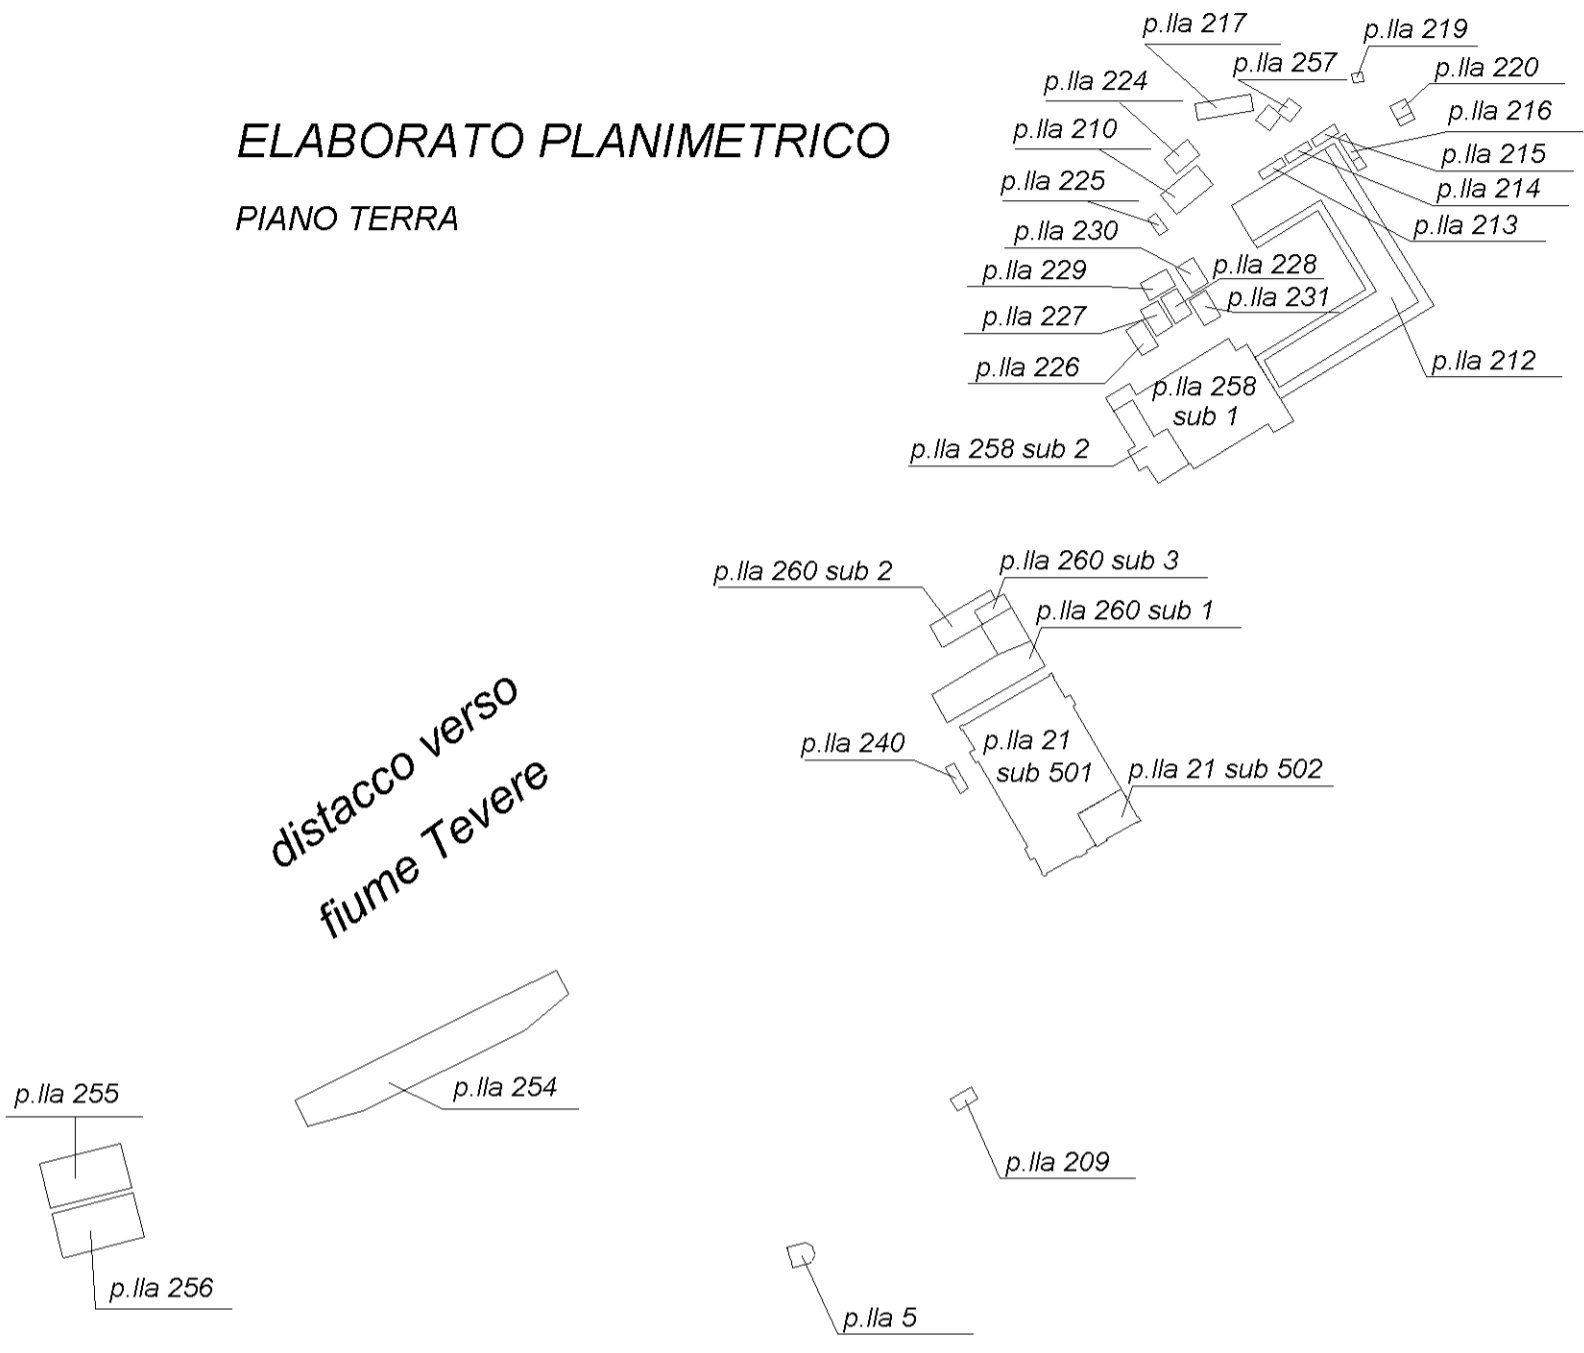 ELABORATO PLANIMETRICO
PIANO TERRA
p.lla 217
p.lla 219
p.lla 257
p.lla 220
p.lla 224
p.lla 216
p.lla 210
p.lla 215
p.lla 225
p.lla 214
p.lla 230
p.lla 213
p.lla 229
p.lla 228
p.lla 231
p.lla 227
p.lla 226
p.lla 212
p.lla 258
sub 1
p.lla 258 sub 2
p.lla 260 sub 2
p.lla 260 sub 3
p.lla 260 sub 1
p.lla 240
p.lla 21
sub 501
p.lla 21 sub 502
distacco verso
fiume Tevere
p.lla 255
p.lla 254
p.lla 209
p.lla 256
p.lla 5